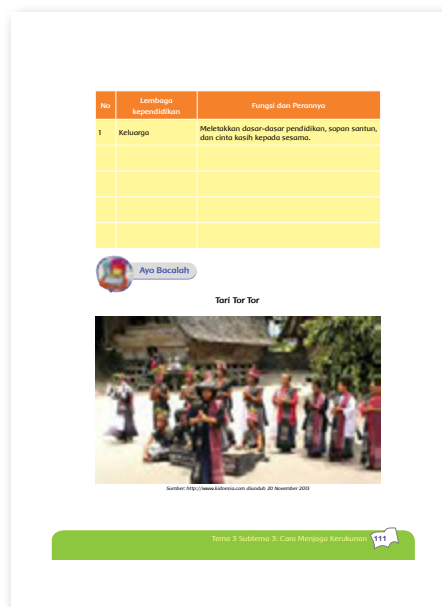 No
Lembaga
kependidikan
Fungsi dan Perannya
1
Keluarga
Meletakkan dasar-dasar pendidikan, sopan santun,
dan cinta kasih kepada sesama.
Ayo Bacalah
Tari Tor Tor
Sumber: http://www.kidnesia.com diunduh 20 November 2013
Tema 3 Subtema 3: Cara Menjaga Kerukunan
111